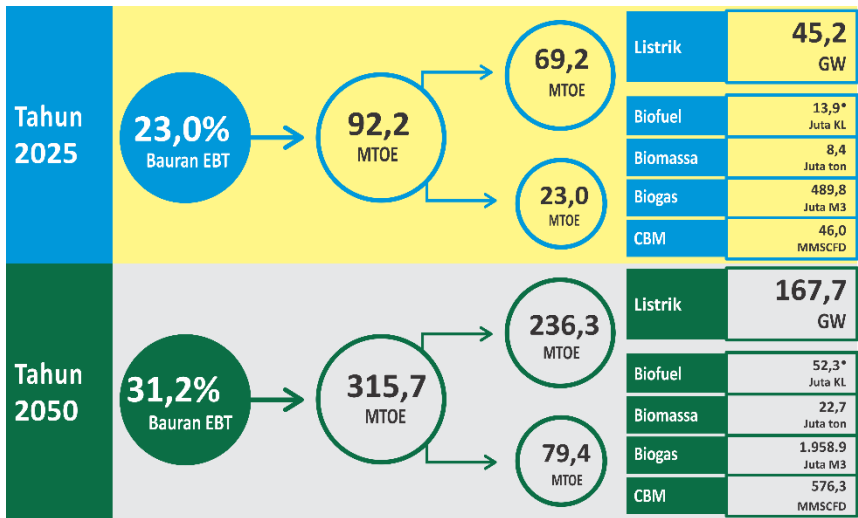 Tahun
2025
23,0%
Bauran EBT
92,2
MTOE
69,2
MTOE
23,0
MTOE
Listrik
45,2
GW
Biofuel
13,9*
Juta KL
Biomassa
8,4
Juta ton
Biogas
489,8
Juta M3
CBM
46,0
MMSCFD
Tahun
2050
31,2%
Bauran EBT
315,7
MTOE
236,3
MTOE
79,4
MTOE
Listrik
167,7
GW
Biofuel
52,3*
Juta KL
Biomassa
22,7
Juta ton
Biogas
1.958.9
Juta M3
CBM
576,3
MMSCFD